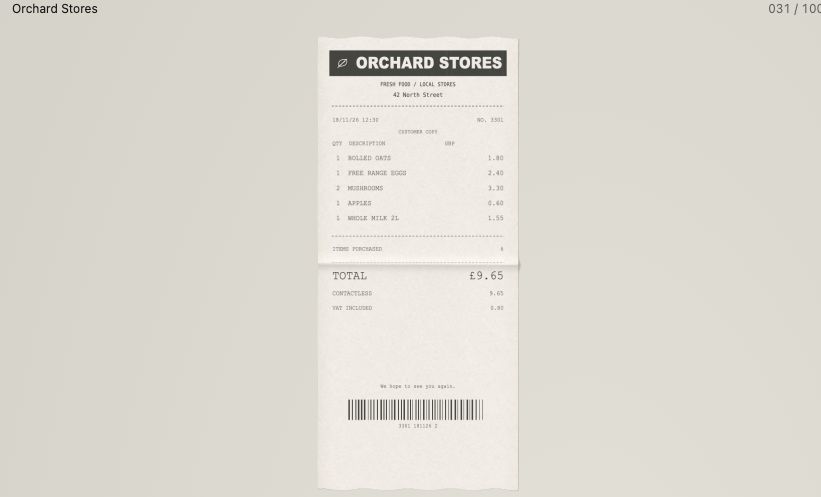 Orchard Stores
031 / 100
ORCHARD STORES
FRESH FOOD / LOCAL STORES
42 North Street
18/11/26 12:30 NO. 3301
CUSTOMER COPY
QTY DESCRIPTION GBP
1 ROLLED OATS 1.80
1 FREE RANGE EGGS 2.40
2 MUSHROOMS 3.30
1 APPLES 0.60
1 WHOLE MILK 2L 1.55
ITEMS PURCHASED 6
TOTAL £9.65
CONTACTLESS 9.65
VAT INCLUDED 0.80
We hope to see you again.
3301 181126 2